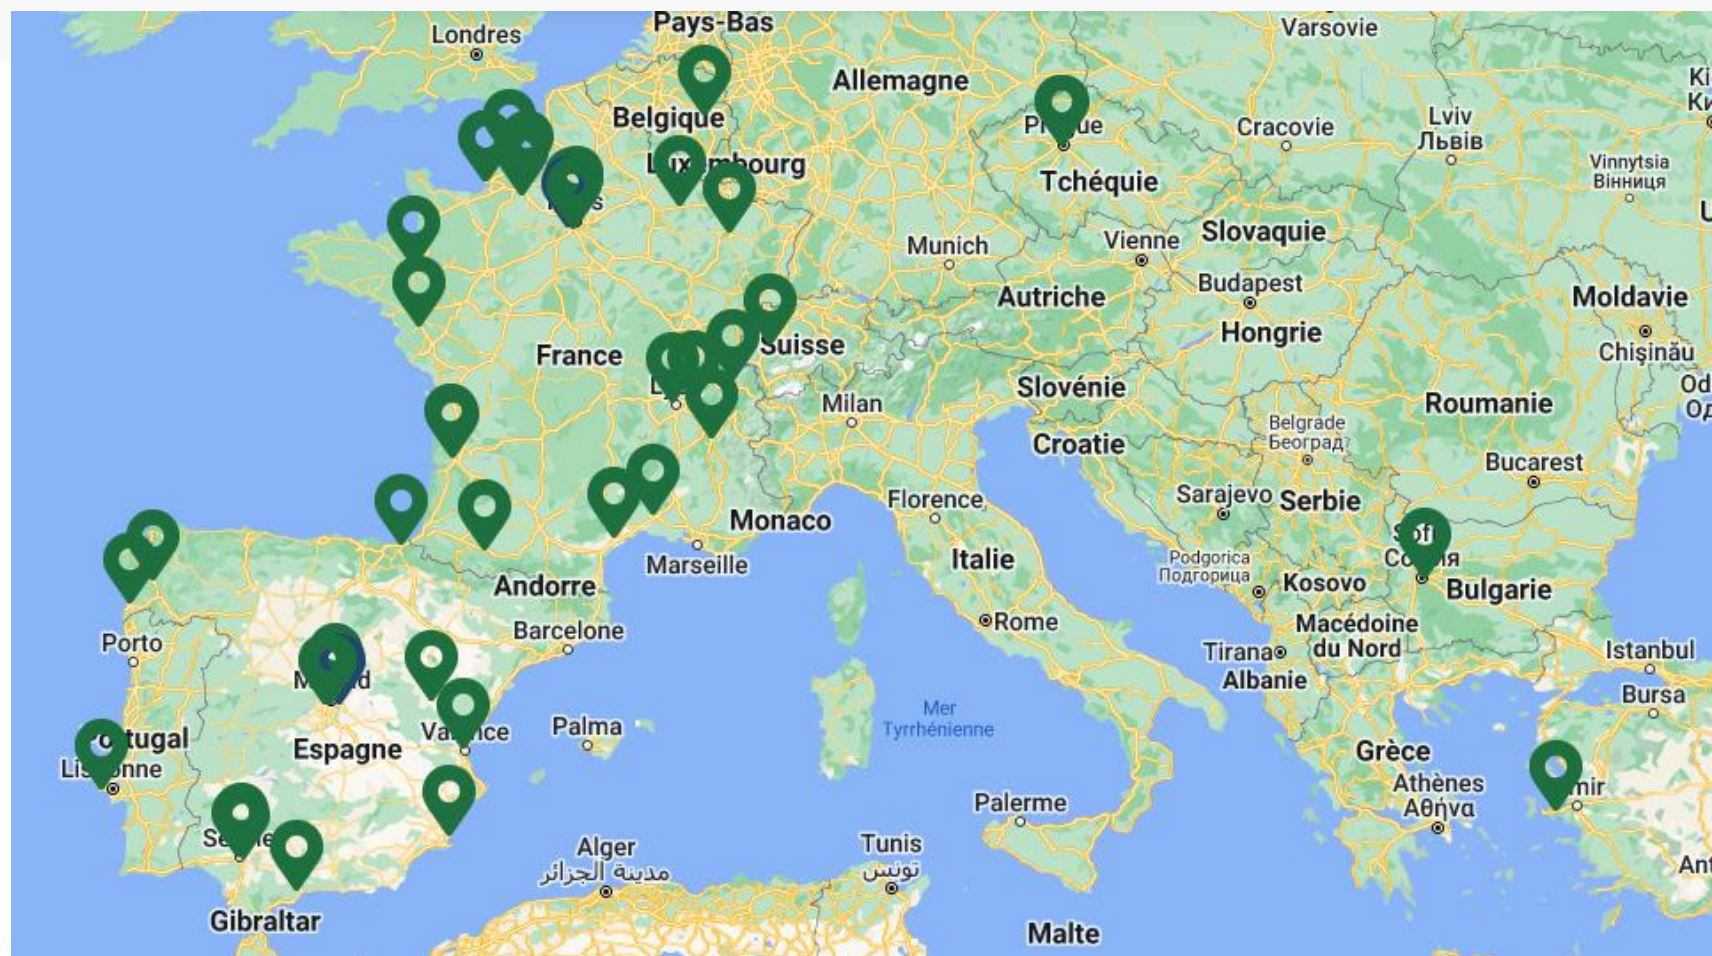 Pays-Bas
Londres
Varsovie
Allemagne
Belgique
Cracovie
Lviv
Львів
Vinnytsia
Вінниця
Tchéquie
Munich
Vienne
Slovaquie
Budapest
Autriche
Moldavie
Hongrie
France
Suisse
Chișinău
Slovénie
Milan
Roumanie
Belgrade
Београд
Croatie
Bucarest
Sarajevo
Serbie
Florence
Monaco
Marseille
Italie
Podgorica
Подгорица
Kosovo
Bulgarie
Andorre
Macédoine
du Nord
Rome
Barcelone
Porto
Tirana
Istanbul
Albanie
Bursa
Mer
Tyrrhénienne
Palma
Espagne
Grèce
Athènes
Αθήνα
Palerme
Alger
مدينة الجزائر
Tunis
تونس
Gibraltar
Malte